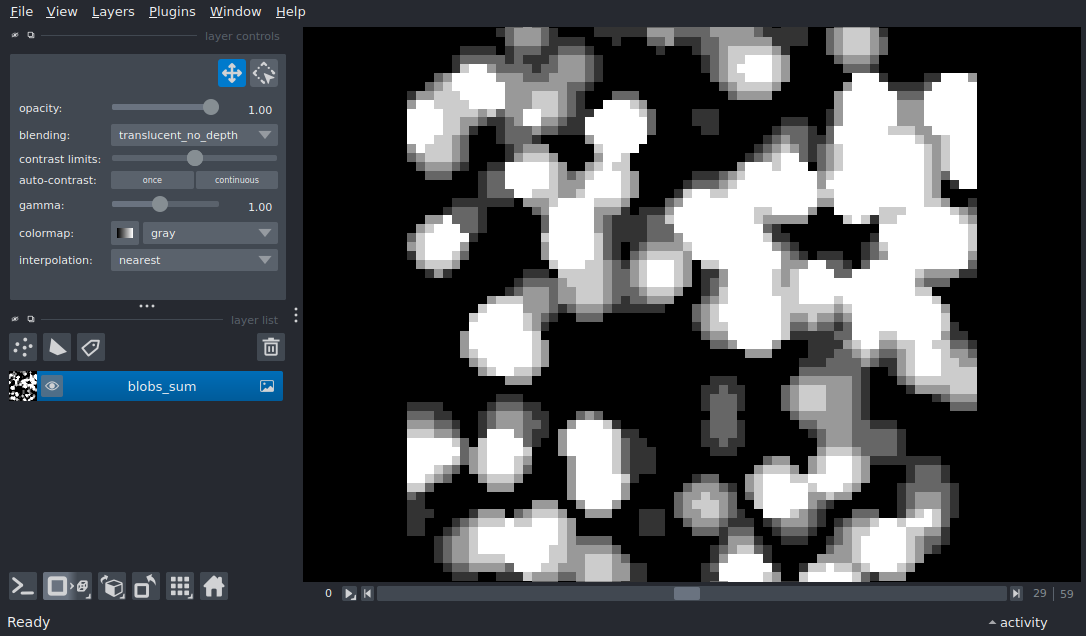 File View Layers Plugins Window Help
layer controls
opacity: 1.00
blending: translucent_no_depth
contrast limits:
auto-contrast: once continuous
gamma: 1.00
colormap: gray
interpolation: nearest
layer list
blobs_sum
0 29 59
Ready activity